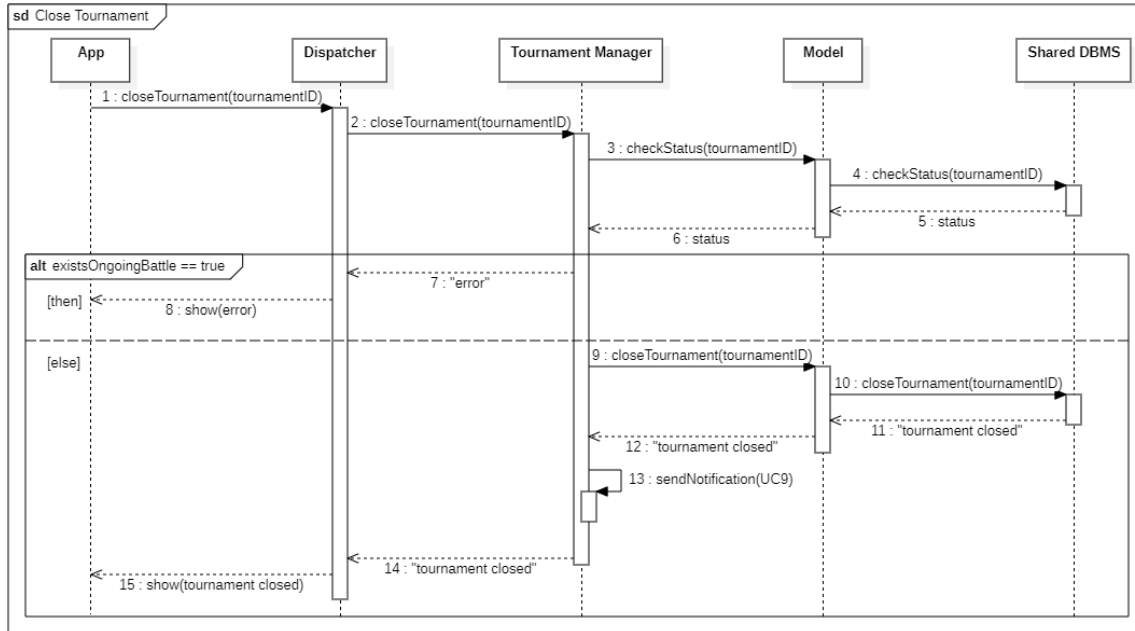 sd Close Tournament
App
Dispatcher
Tournament Manager
Model
Shared DBMS
1 : closeTournament(tournamentID)
2 : closeTournament(tournamentID)
3 : checkStatus(tournamentID)
4 : checkStatus(tournamentID)
5 : status
6 : status
alt existsOngoingBattle == true
7 : "error"
[then]
8 : show(error)
[else]
9 : closeTournament(tournamentID)
10 : closeTournament(tournamentID)
11 : "tournament closed"
12 : "tournament closed"
13 : sendNotification(UC9)
14 : "tournament closed"
15 : show(tournament closed)